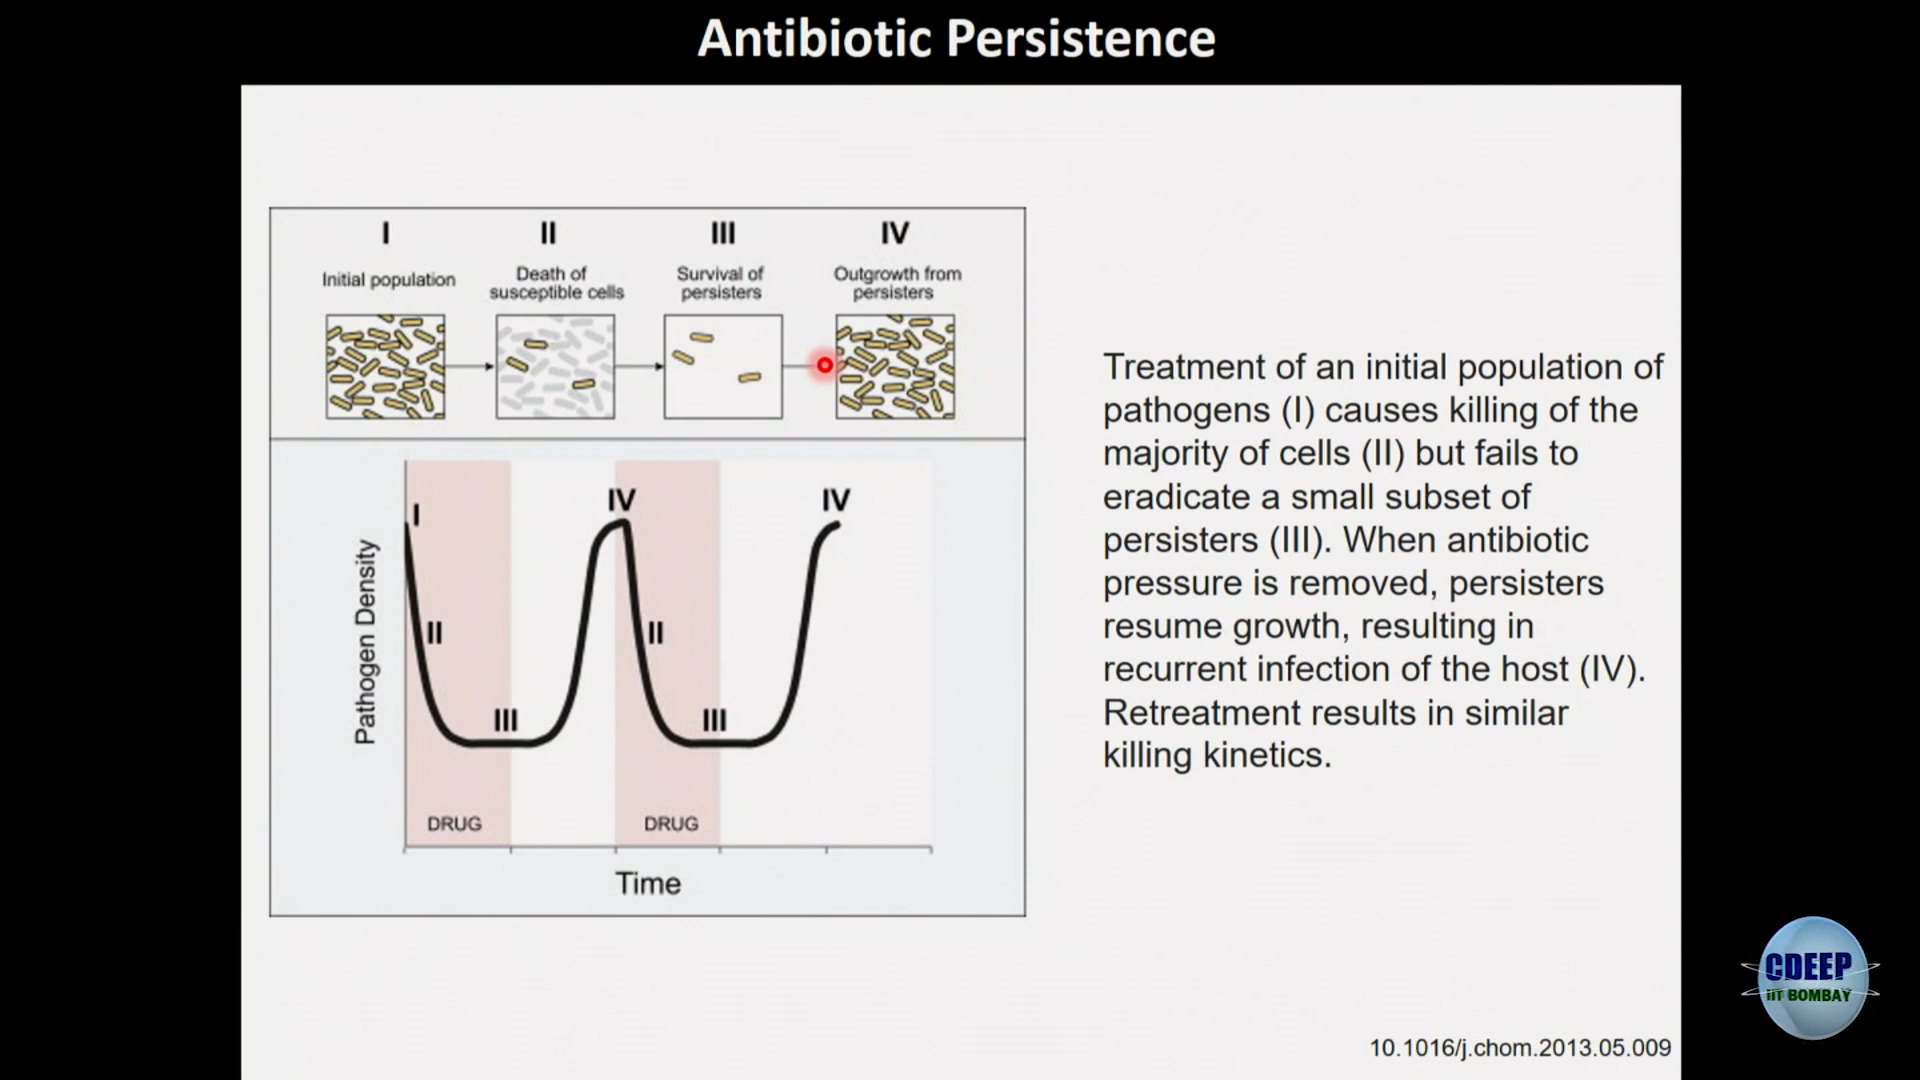 Antibiotic Persistence
I
II
III
IV
Initial population
Death of
susceptible cells
Survival of
persisters
Outgrowth from
persisters
I
IV
IV
II
II
III
III
Pathogen Density
DRUG
DRUG
Time
Treatment of an initial population of
pathogens (I) causes killing of the
majority of cells (II) but fails to
eradicate a small subset of
persisters (III). When antibiotic
pressure is removed, persisters
resume growth, resulting in
recurrent infection of the host (IV).
Retreatment results in similar
killing kinetics.
CDEEP
IIT BOMBAY
10.1016/j.chom.2013.05.009